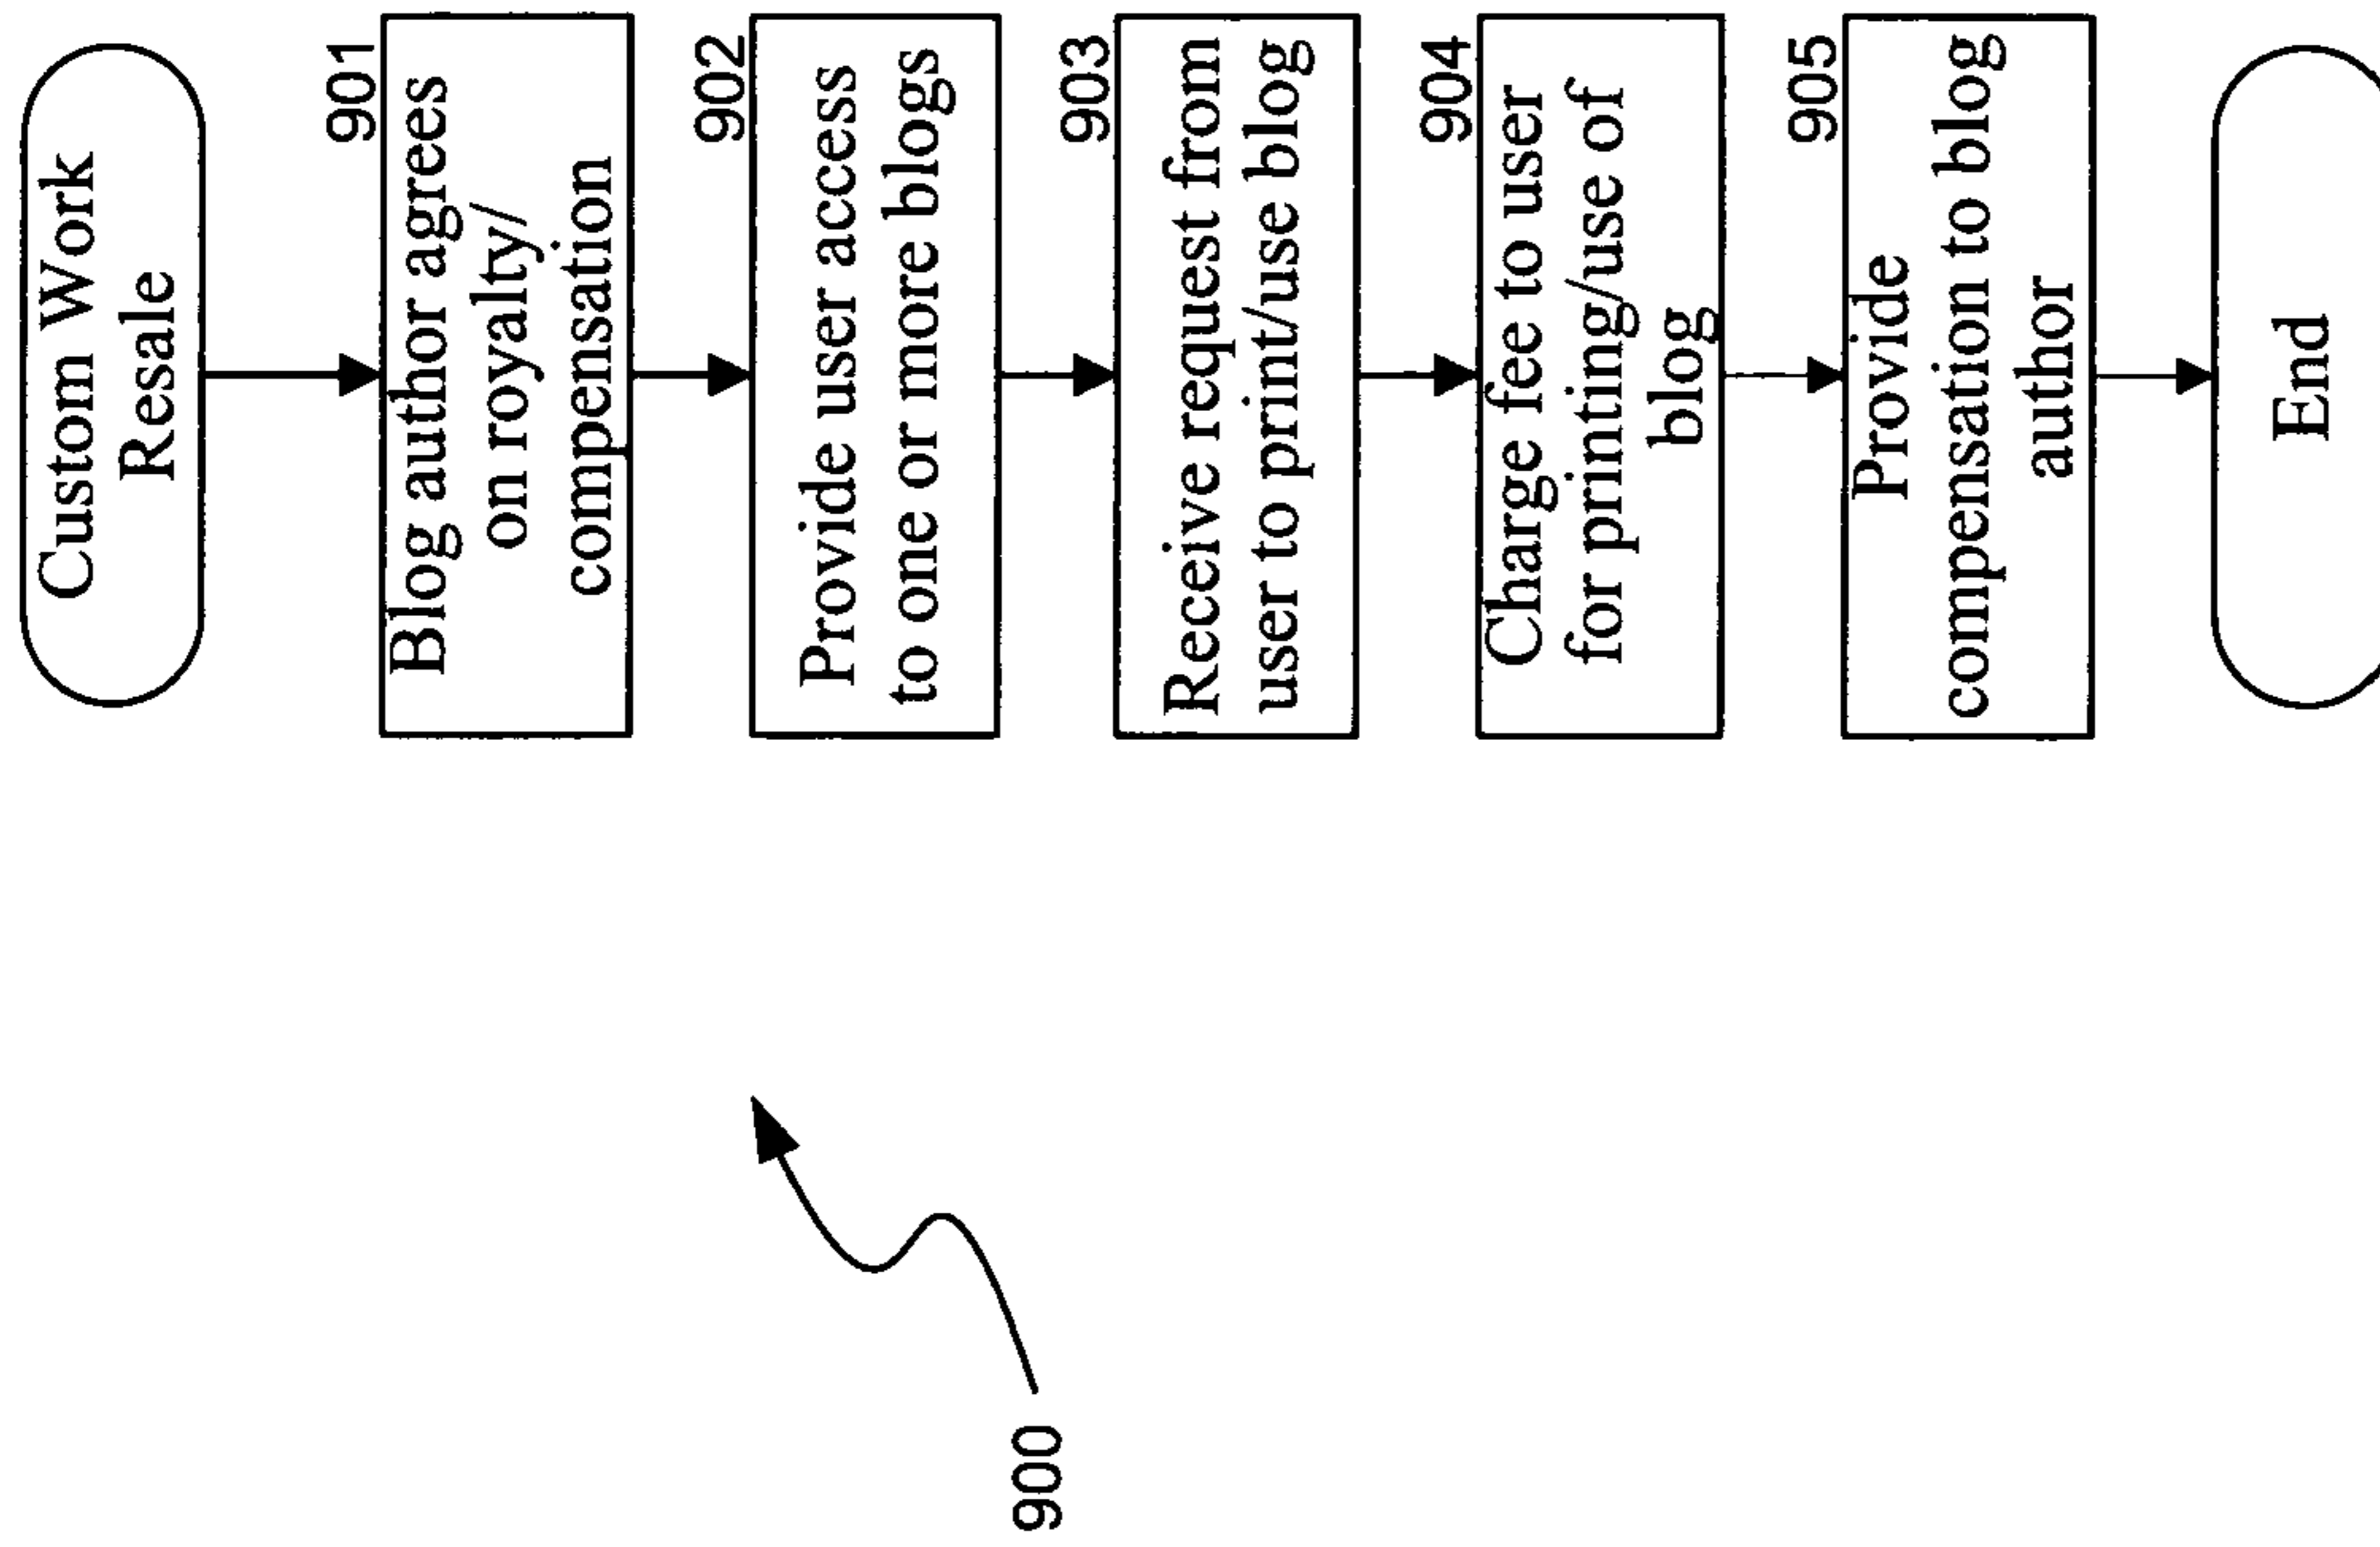 Custom Work
Resale
901
Blog author agrees
on royalty/
compensation
902
Provide user access
to one or more blogs
903
Receive request from
user to print/use blog
904
Charge fee to user
for printing/use of
blog
905
Provide
compensation to blog
author
End
900